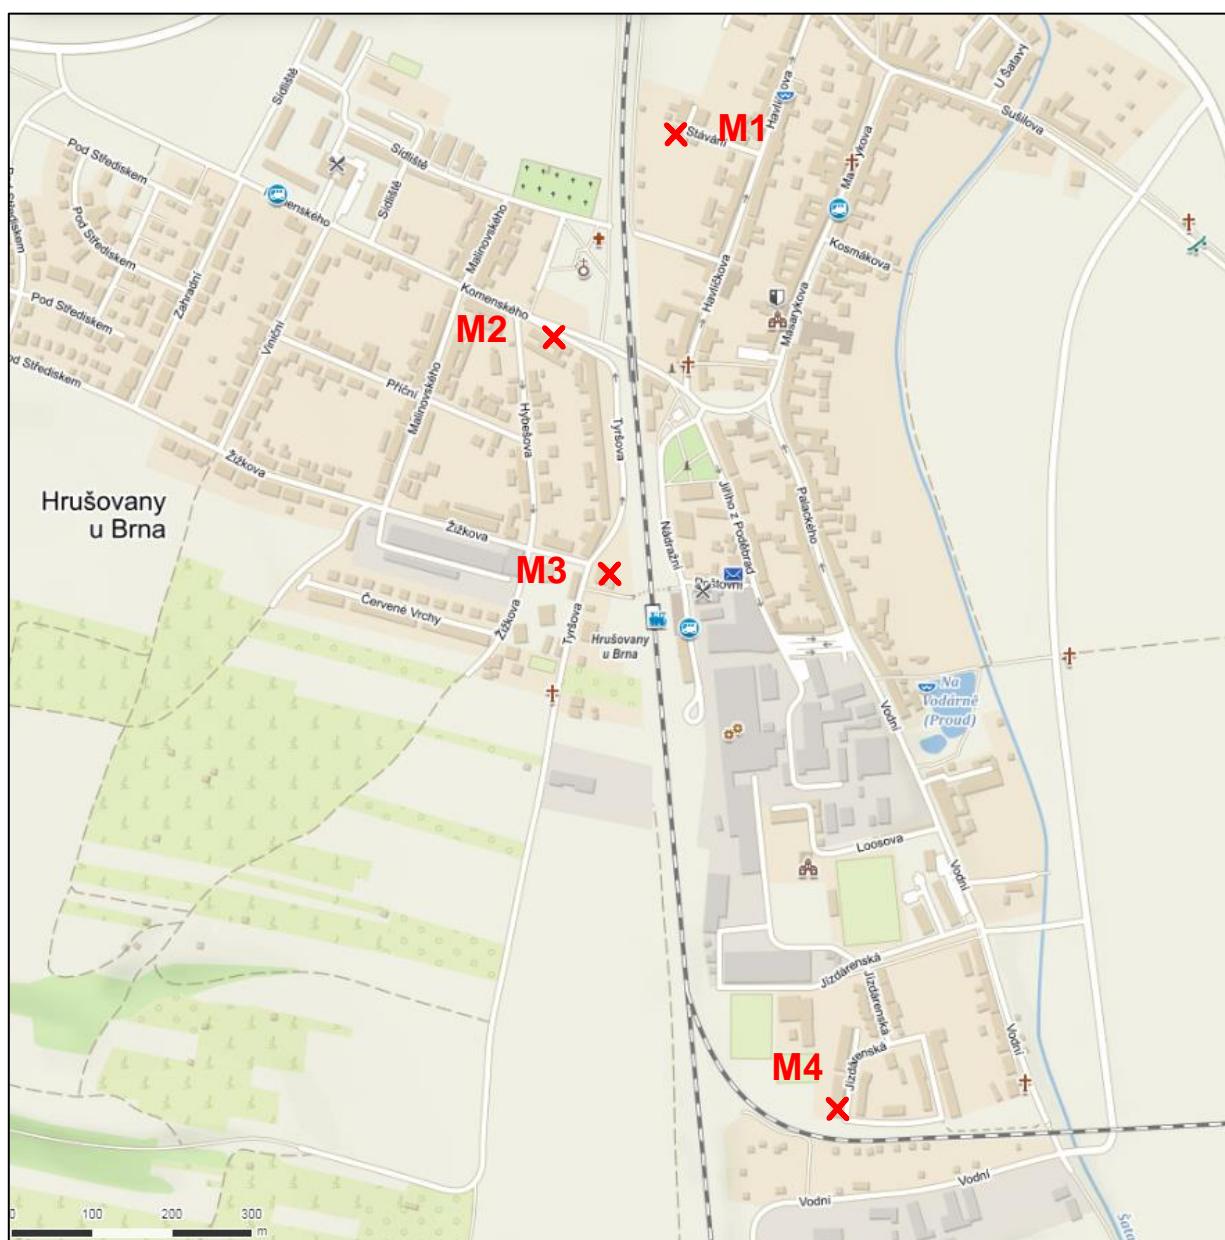 Sídliště
Havlíčkova
U Šatavy
Sušilova
M1
Stávání
Masarykova
Pod Střediskem
Sídliště
Sídliště
Komenského
Pod Střediskem
Malinovského
Kosmákova
Zahradní
Havlíčkova
Komenského
Masarykova
Pod Střediskem
Viniční
M2
Příční
Malinovského
Hybešova
Tyršova
Pod Střediskem
Žižkova
Hrušovany
u Brna
Jiřího z Poděbrad
Palackého
Nádražní
Žižkova
M3
Poštovní
Červené Vrchy
Žižkova
Tyršova
Hrušovany
u Brna
Na
Vodárně
(Proud)
Vodní
Loosova
Vodní
Jízdárenská
Jízdárenská
Vodní
M4
Jízdárenská
Vodní
Vodní
0 100 200 300
m